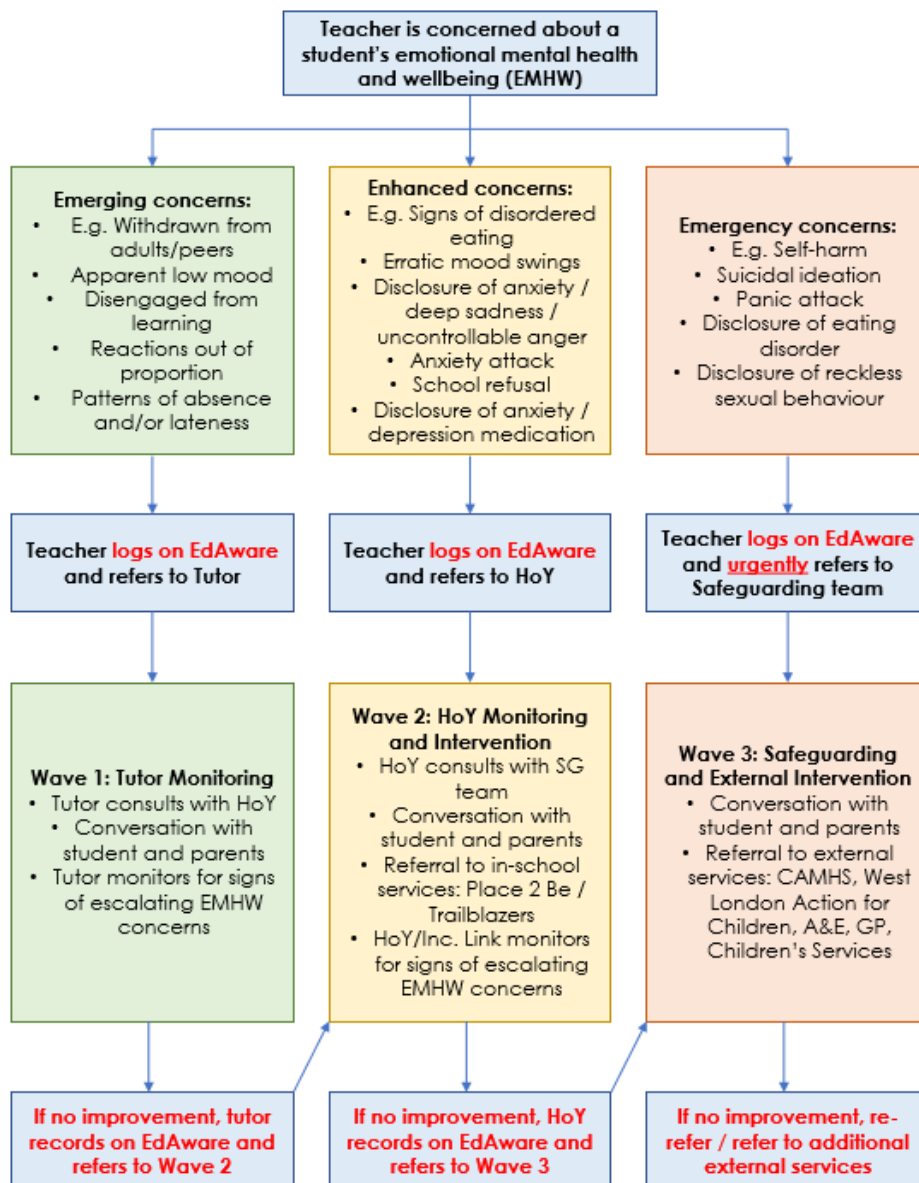 Teacher is concerned about a
student's emotional mental health
and wellbeing (EMHW)
Emerging concerns:
• E.g. Withdrawn from
adults/peers
• Apparent low mood
• Disengaged from
learning
• Reactions out of
proportion
• Patterns of absence
and/or lateness
Enhanced concerns:
• E.g. Signs of disordered
eating
• Erratic mood swings
• Disclosure of anxiety /
deep sadness /
uncontrollable anger
• Anxiety attack
• School refusal
• Disclosure of anxiety /
depression medication
Emergency concerns:
• E.g. Self-harm
• Suicidal ideation
• Panic attack
• Disclosure of eating
disorder
• Disclosure of reckless
sexual behaviour
Teacher logs on EdAware
and refers to Tutor
Teacher logs on EdAware
and refers to HoY
Teacher logs on EdAware
and urgently refers to
Safeguarding team
Wave 1: Tutor Monitoring
• Tutor consults with HoY
• Conversation with
student and parents
• Tutor monitors for signs
of escalating EMHW
concerns
Wave 2: HoY Monitoring
and Intervention
• HoY consults with SG
team
• Conversation with
student and parents
• Referral to in-school
services: Place 2 Be /
Trailblazers
• HoY/Inc. Link monitors
for signs of escalating
EMHW concerns
Wave 3: Safeguarding
and External Intervention
• Conversation with
student and parents
• Referral to external
services: CAMHS, West
London Action for
Children, A&E, GP,
Children's Services
If no improvement, tutor
records on EdAware and
refers to Wave 2
If no improvement, HoY
records on EdAware and
refers to Wave 3
If no improvement, re-
refer / refer to additional
external services